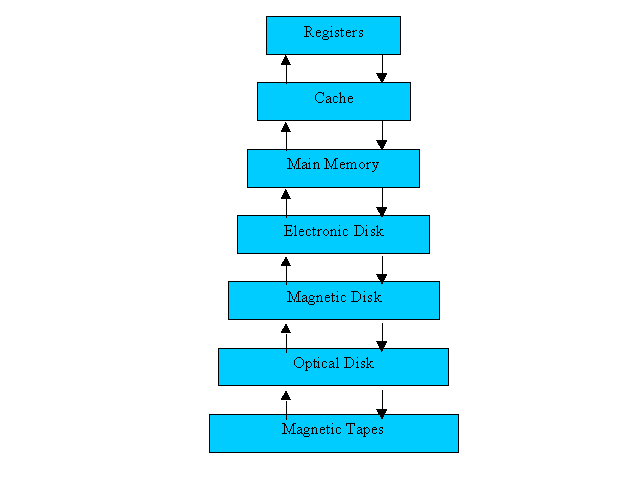 Registers
Cache
Main Memory
Electronic Disk
Magnetic Disk
Optical Disk
Magnetic Tapes